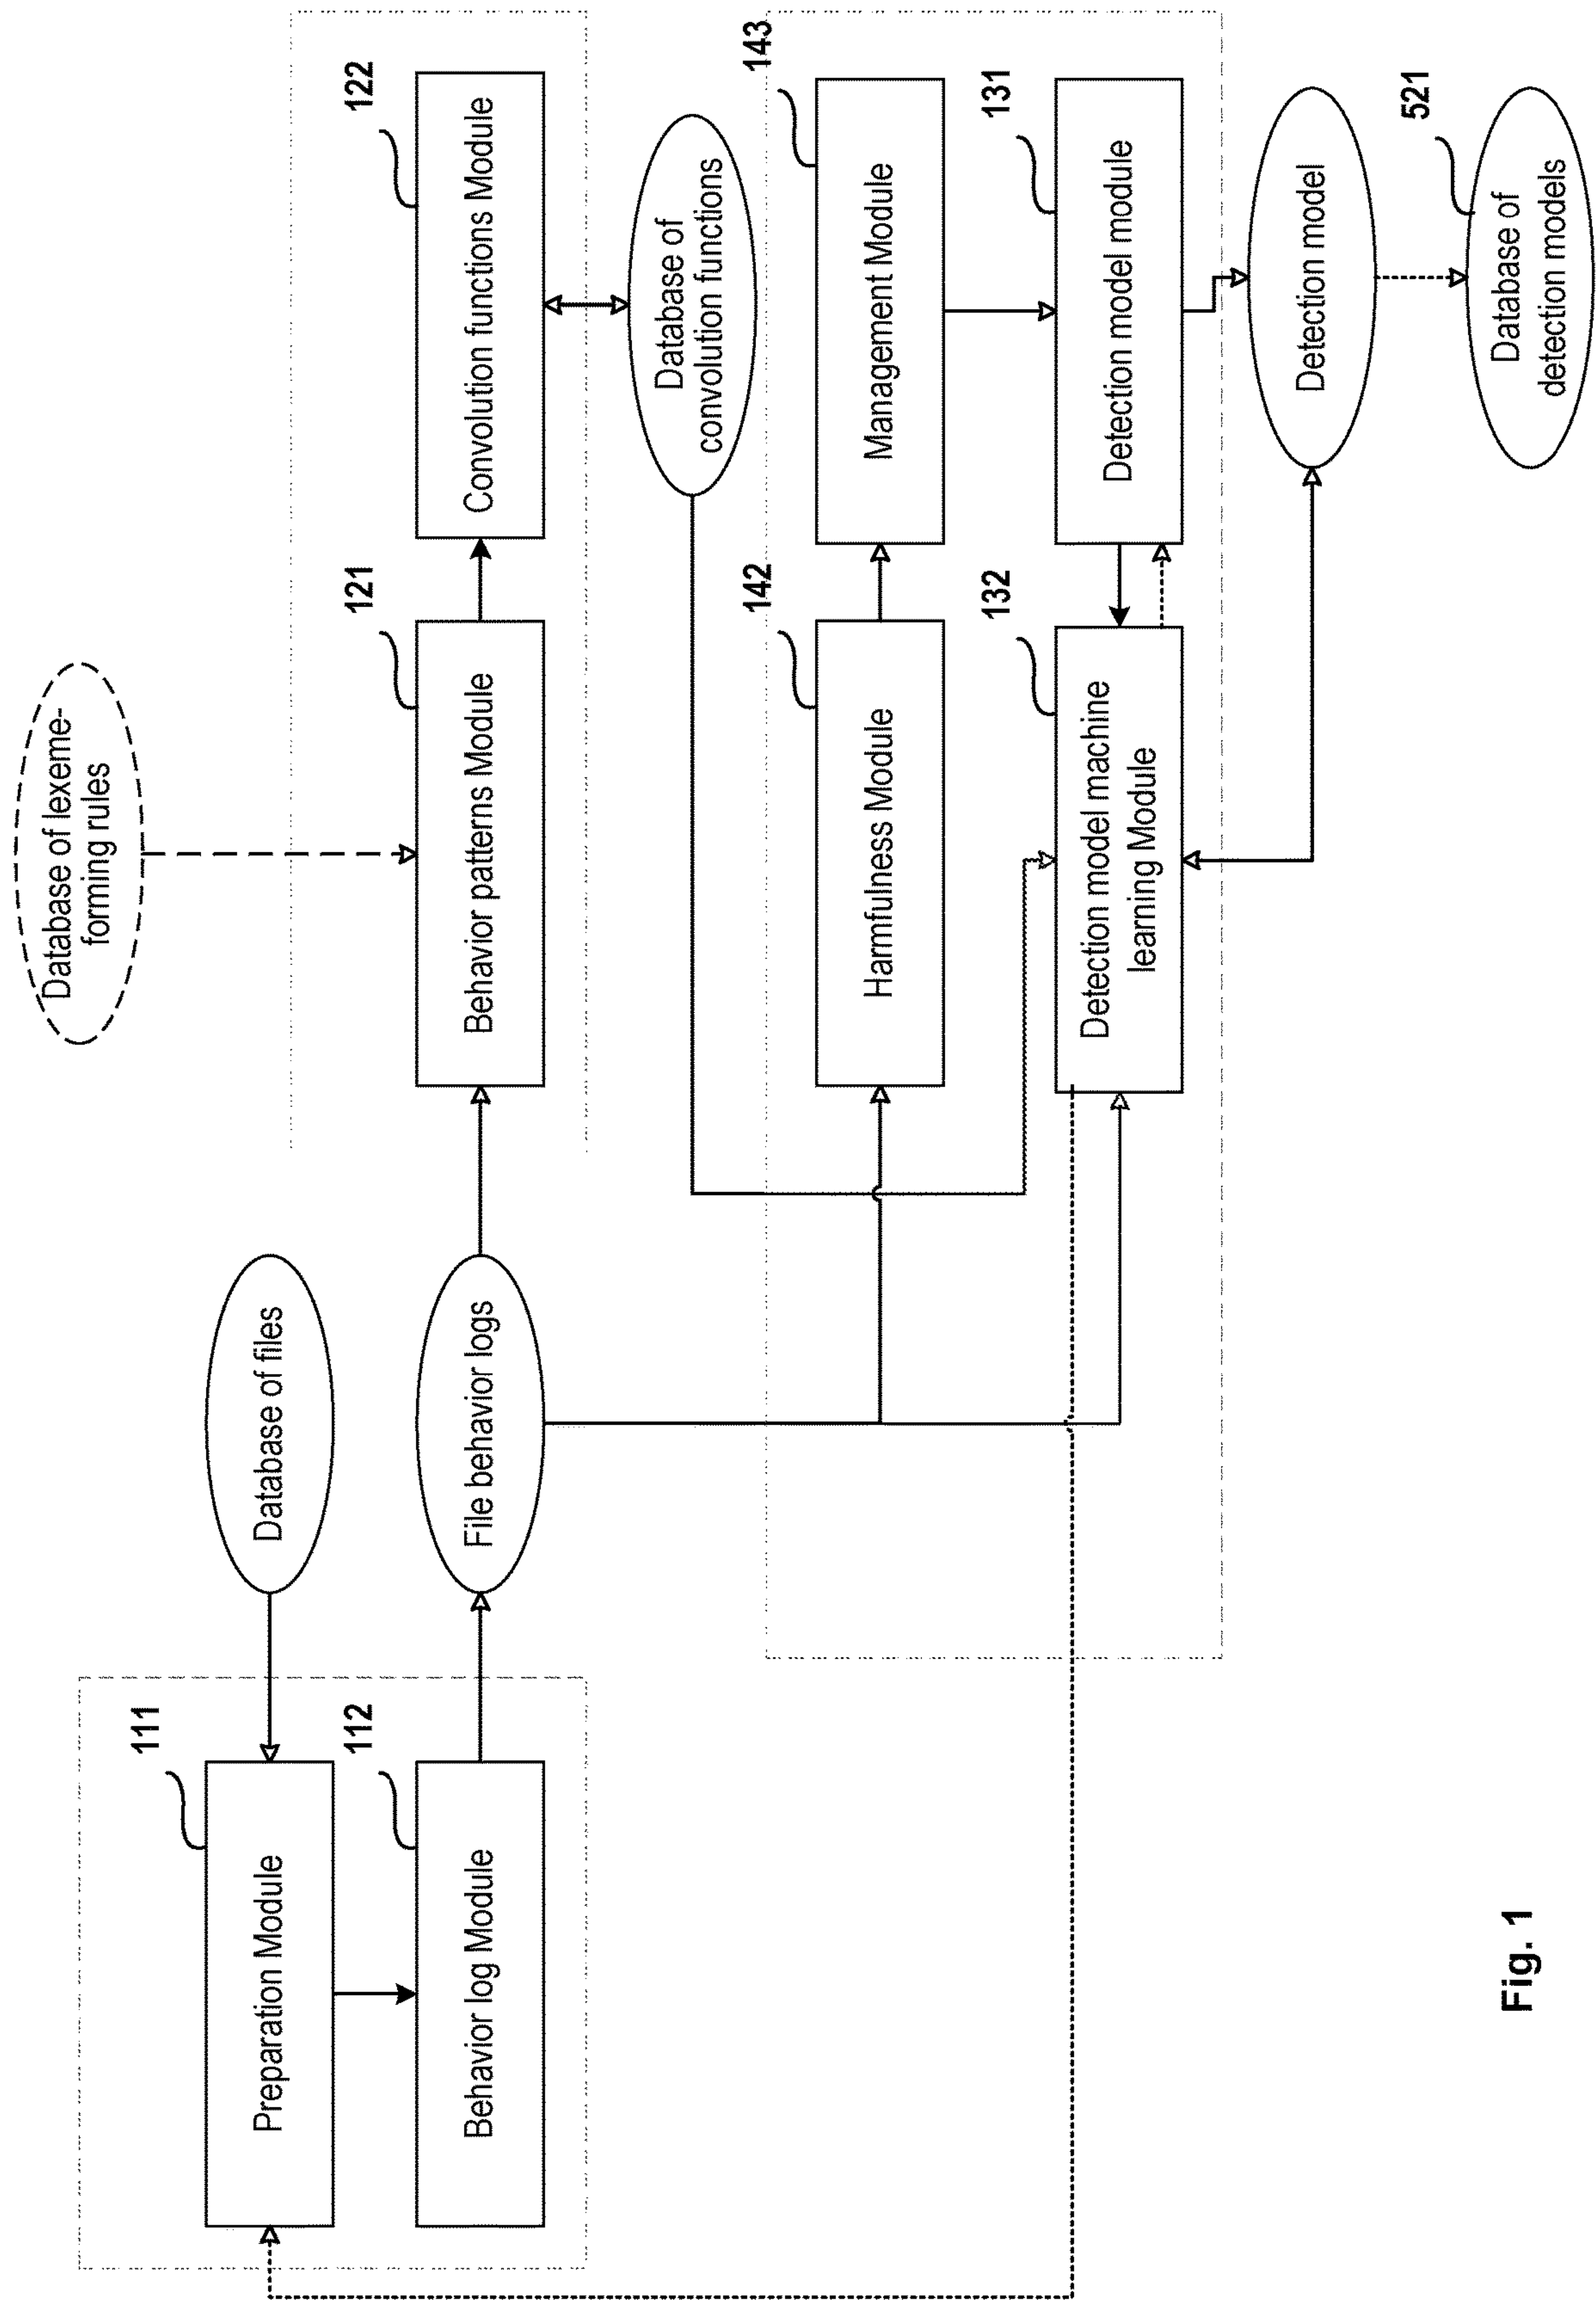 Database of lexeme-
forming rules
111
Preparation Module
Database of files
112
Behavior log Module
File behavior logs
121
Behavior patterns Module
122
Convolution functions Module
Database of
convolution functions
142
Harmfulness Module
143
Management Module
132
Detection model machine
learning Module
131
Detection model module
Detection model
521
Database of
detection models
Fig. 1